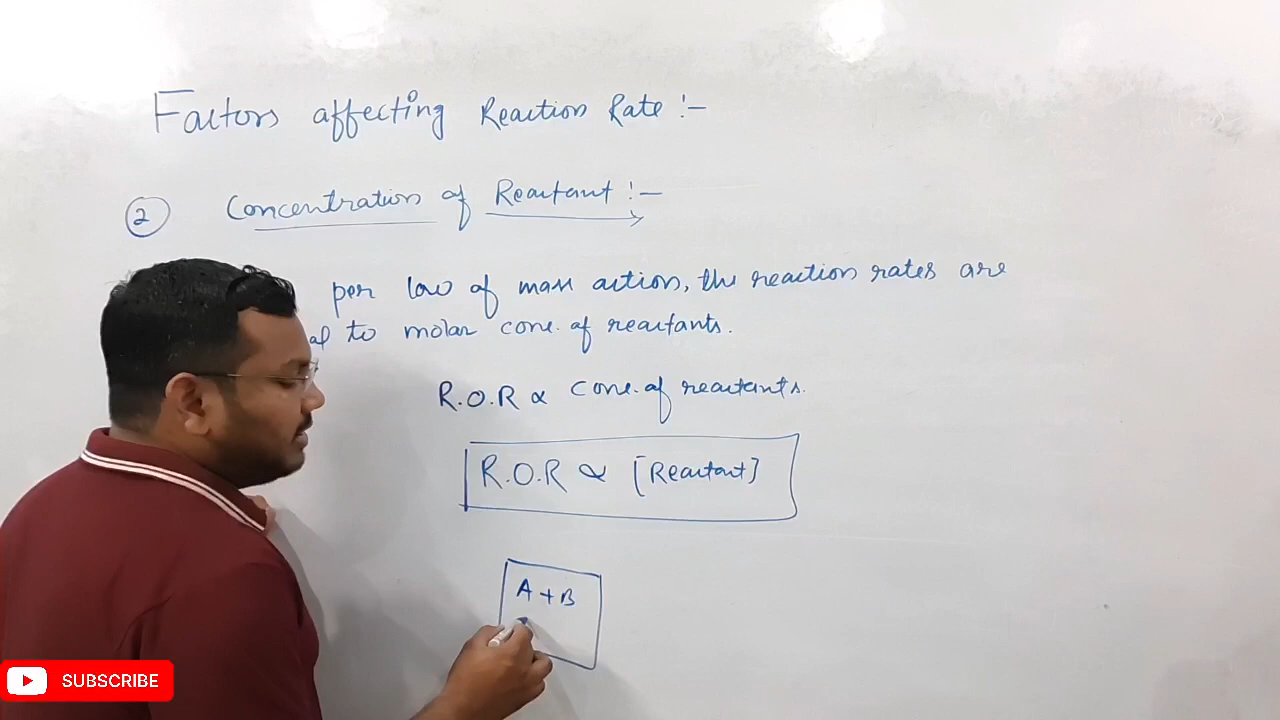 Factors affecting Reaction Rate :-
2 Concentration of Reactant :-
per law of mass action, the reaction rates are
to molar conc. of reactants.
R.O.R ∝ conc. of reactants.
R.O.R ∝ [Reactant]
A + B
SUBSCRIBE